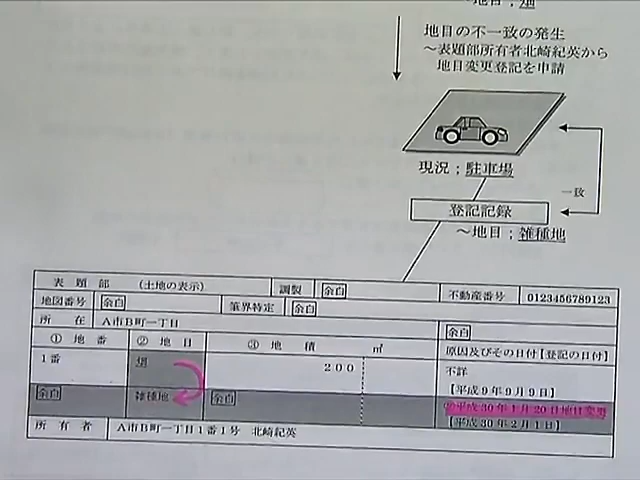 ～地目；畑
地目の不一致の発生
～表題部所有者北崎紀英から
地目変更登記を申請
現況；駐車場
一致
登記記録
～地目；雑種地
表 題 部 （土地の表示） 調製 余白 不動産番号 0123456789123
地図番号 余白 筆界特定 余白
所 在 A市B町一丁目 余白
① 地 番 ② 地 目 ③ 地 積 ㎡ 原因及びその日付【登記の日付】
1番 畑 200 不詳
【平成9年9月9日】
余白 雑種地 余白 ②平成30年1月20日地目変更
【平成30年2月1日】
所 有 者 A市B町一丁目1番1号 北崎紀英